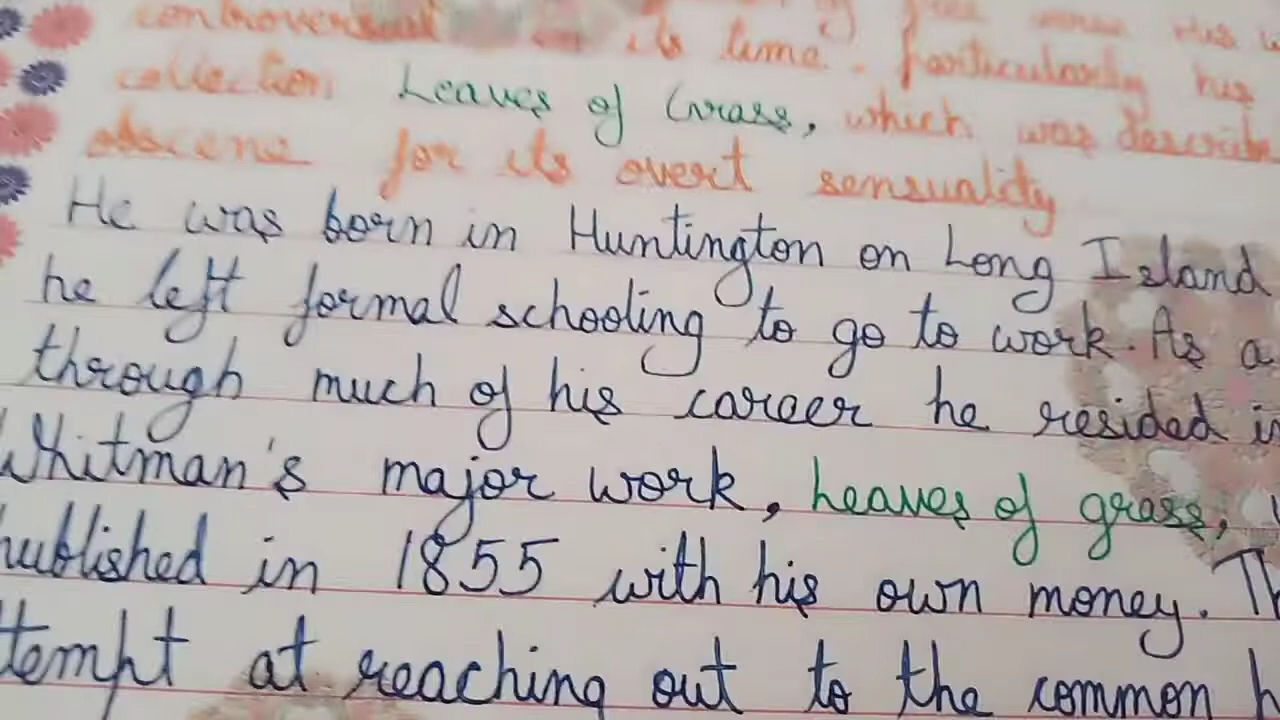 controversial in its time. Particularly his
collection Leaves of Grass, which was describe
obscene for its overt sensuality
He was born in Huntington on Long Island
he left formal schooling to go to work. As a
through much of his career he resided in
Whitman's major work, Leaves of grass,
published in 1855 with his own money. Th
tempt at reaching out to the common